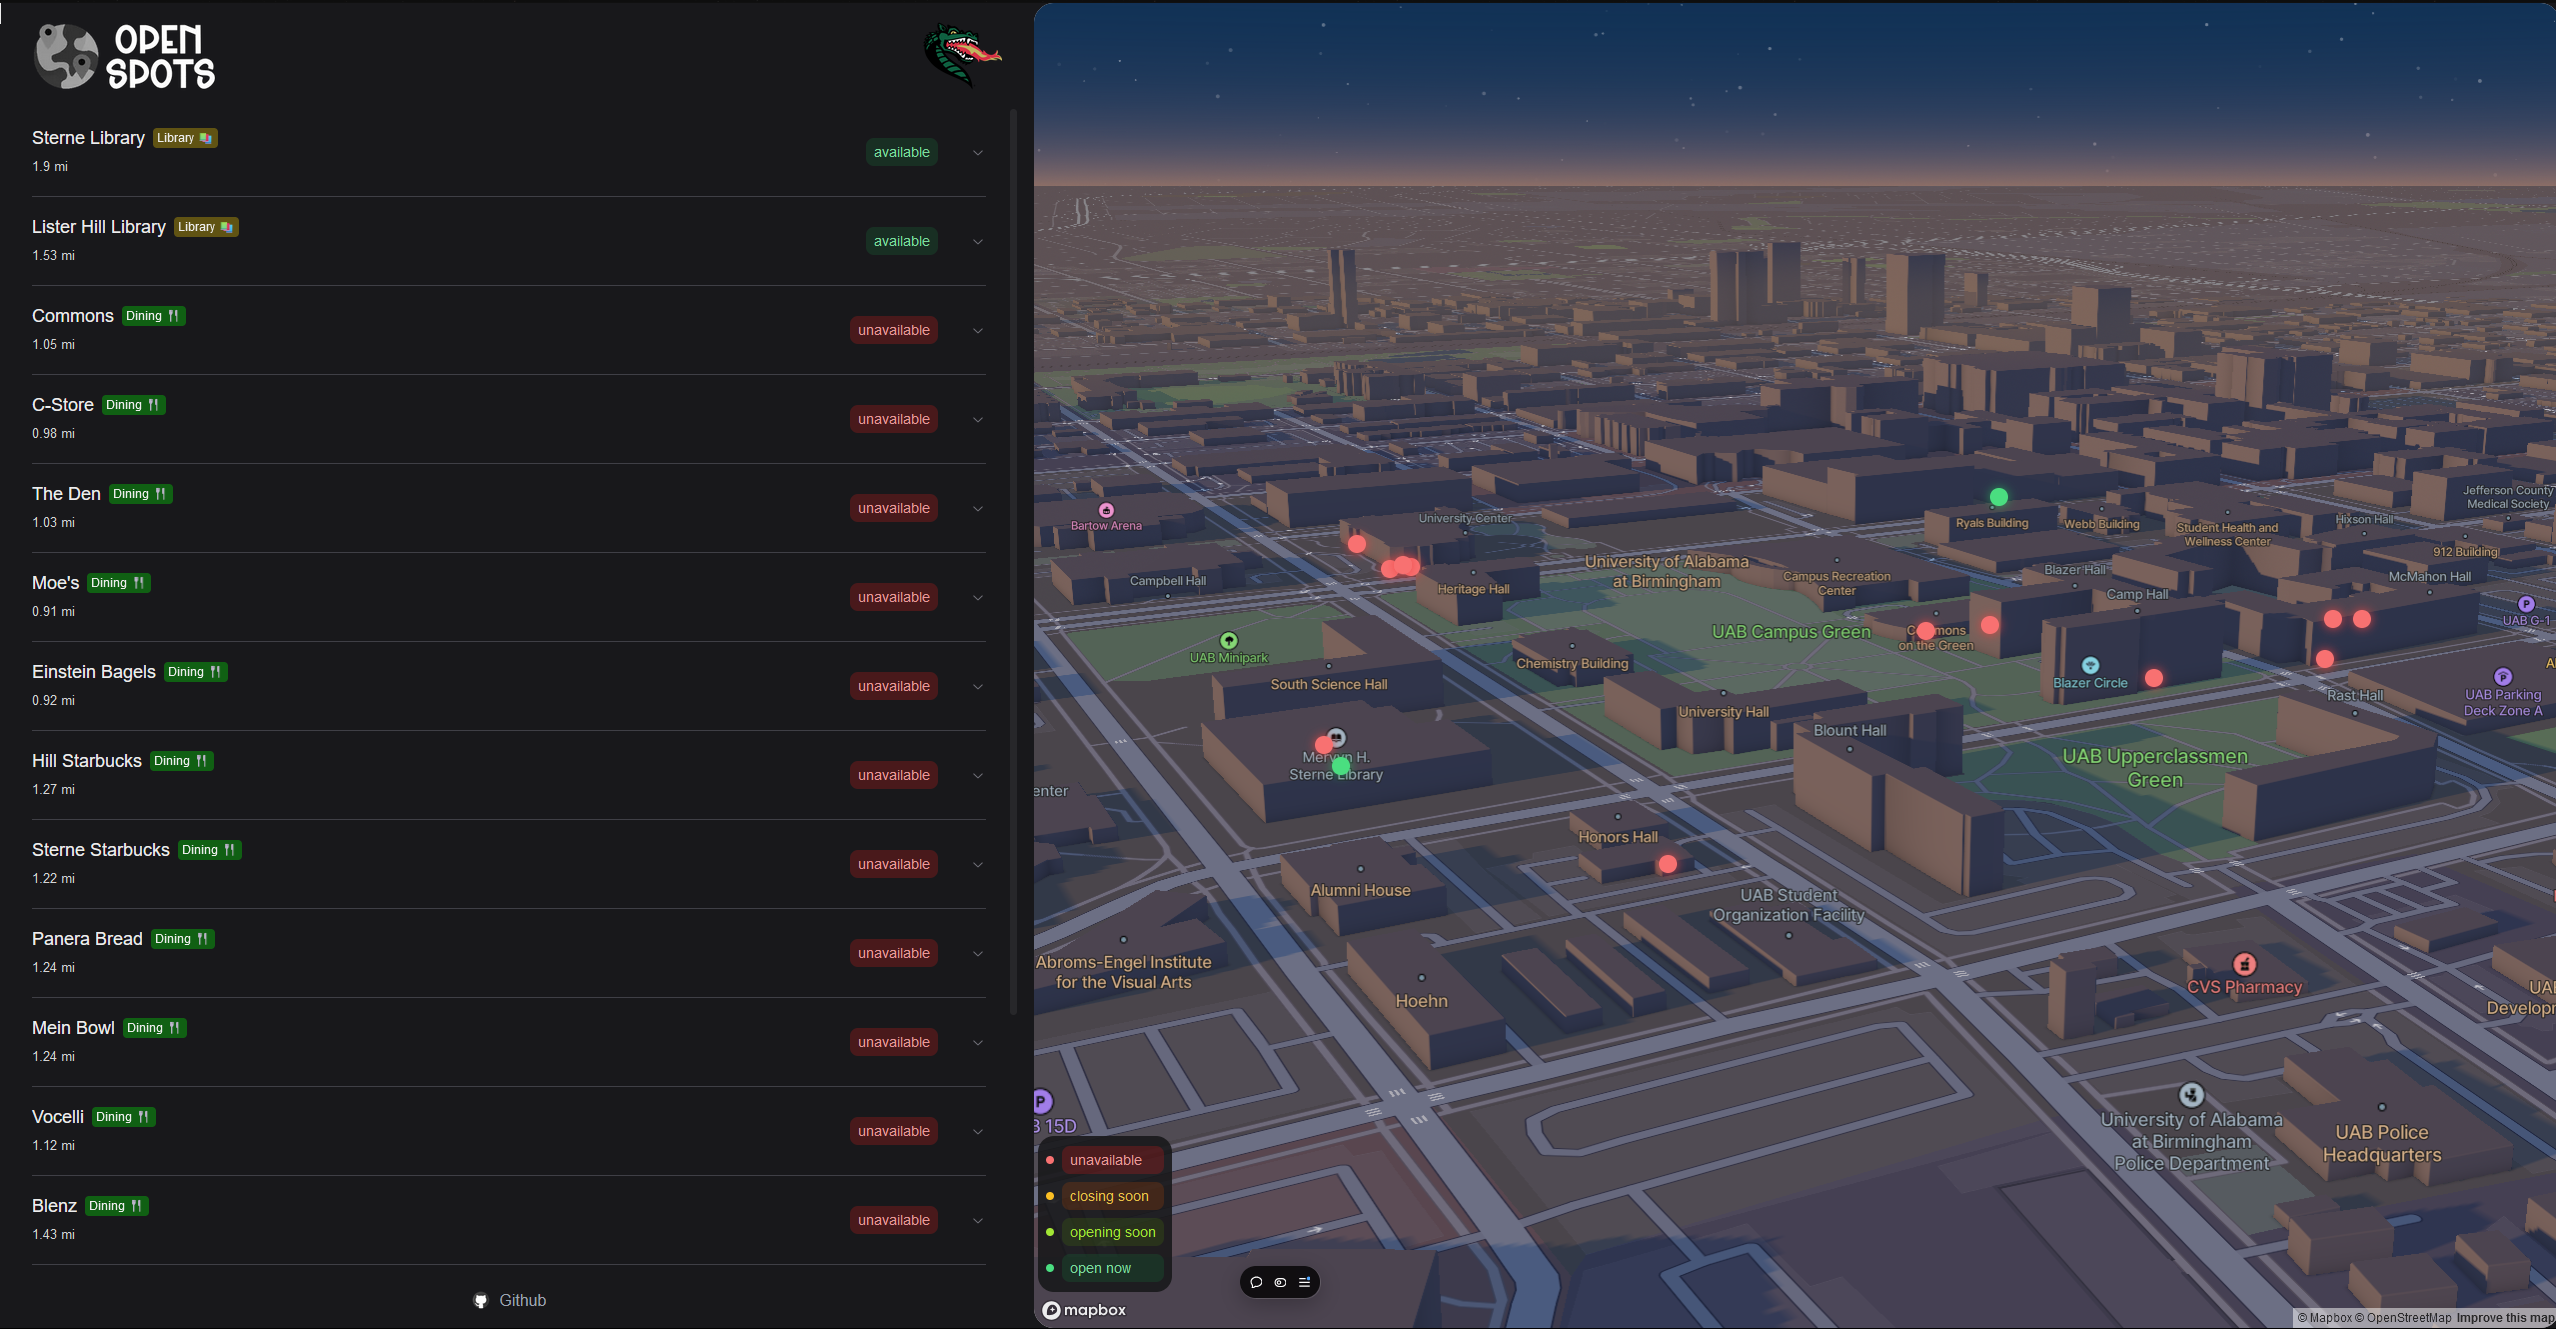 OPEN
SPOTS
Sterne Library Library
1.9 mi
available
Lister Hill Library Library
1.53 mi
available
Commons Dining
1.05 mi
unavailable
C-Store Dining
0.98 mi
unavailable
The Den Dining
1.03 mi
unavailable
Moe's Dining
0.91 mi
unavailable
Einstein Bagels Dining
0.92 mi
unavailable
Hill Starbucks Dining
1.27 mi
unavailable
Sterne Starbucks Dining
1.22 mi
unavailable
Panera Bread Dining
1.24 mi
unavailable
Mein Bowl Dining
1.24 mi
unavailable
Vocelli Dining
1.12 mi
unavailable
Blenz Dining
1.43 mi
unavailable
Github
Jefferson County
Medical Society
Bartow Arena
University Center
Ryals Building
Webb Building
Student Health and
Wellness Center
Hixson Hall
912 Building
University of Alabama
at Birmingham
Campbell Hall
Heritage Hall
Campus Recreation
Center
Blazer Hall
Camp Hall
McMahon Hall
P
UAB G-1
UAB Campus Green
on the Green
UAB Minipark
Chemistry Building
South Science Hall
Blazer Circle
Rast Hall
P
UAB Parking
Deck Zone A
University Hall
Blount Hall
H.
Sterne Library
UAB Upperclassmen
Green
enter
Honors Hall
Alumni House
UAB Student
Organization Facility
Abroms-Engel Institute
for the Visual Arts
Hoehn
CVS Pharmacy
UA
Develop
P
15D
University of Alabama
at Birmingham
Police Department
UAB Police
Headquarters
unavailable
closing soon
opening soon
open now
mapbox
© Mapbox © OpenStreetMap Improve this map